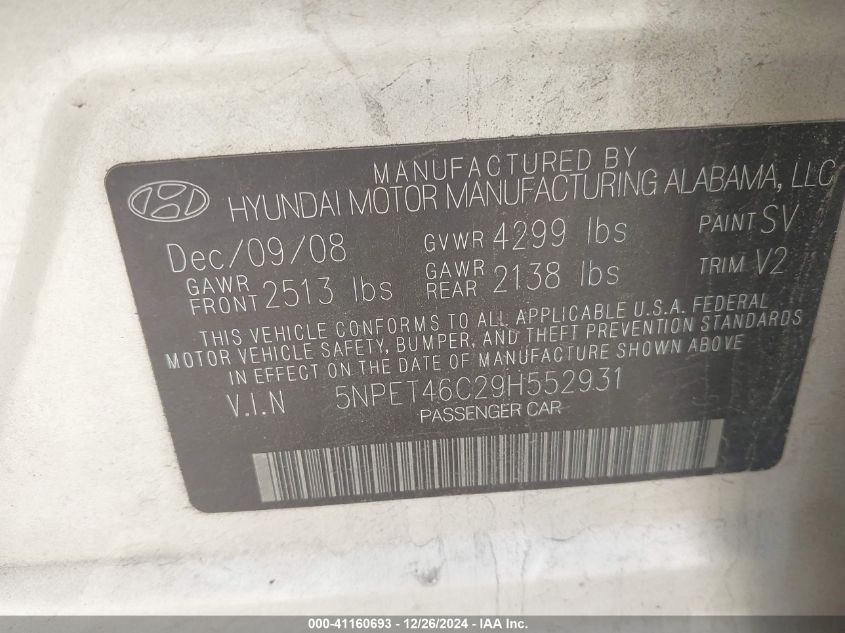 MANUFACTURED BY
HYUNDAI MOTOR MANUFACTURING ALABAMA, LLC
Dec/09/08 GVWR 4299 lbs PAINT SV
GAWR FRONT 2513 lbs GAWR REAR 2138 lbs TRIM V2
THIS VEHICLE CONFORMS TO ALL APPLICABLE U.S.A. FEDERAL
MOTOR VEHICLE SAFETY, BUMPER, AND THEFT PREVENTION STANDARDS
IN EFFECT ON THE DATE OF MANUFACTURE SHOWN ABOVE
V.I.N 5NPET46C29H552931
PASSENGER CAR
000-41160693 - 12/26/2024 - IAA Inc.